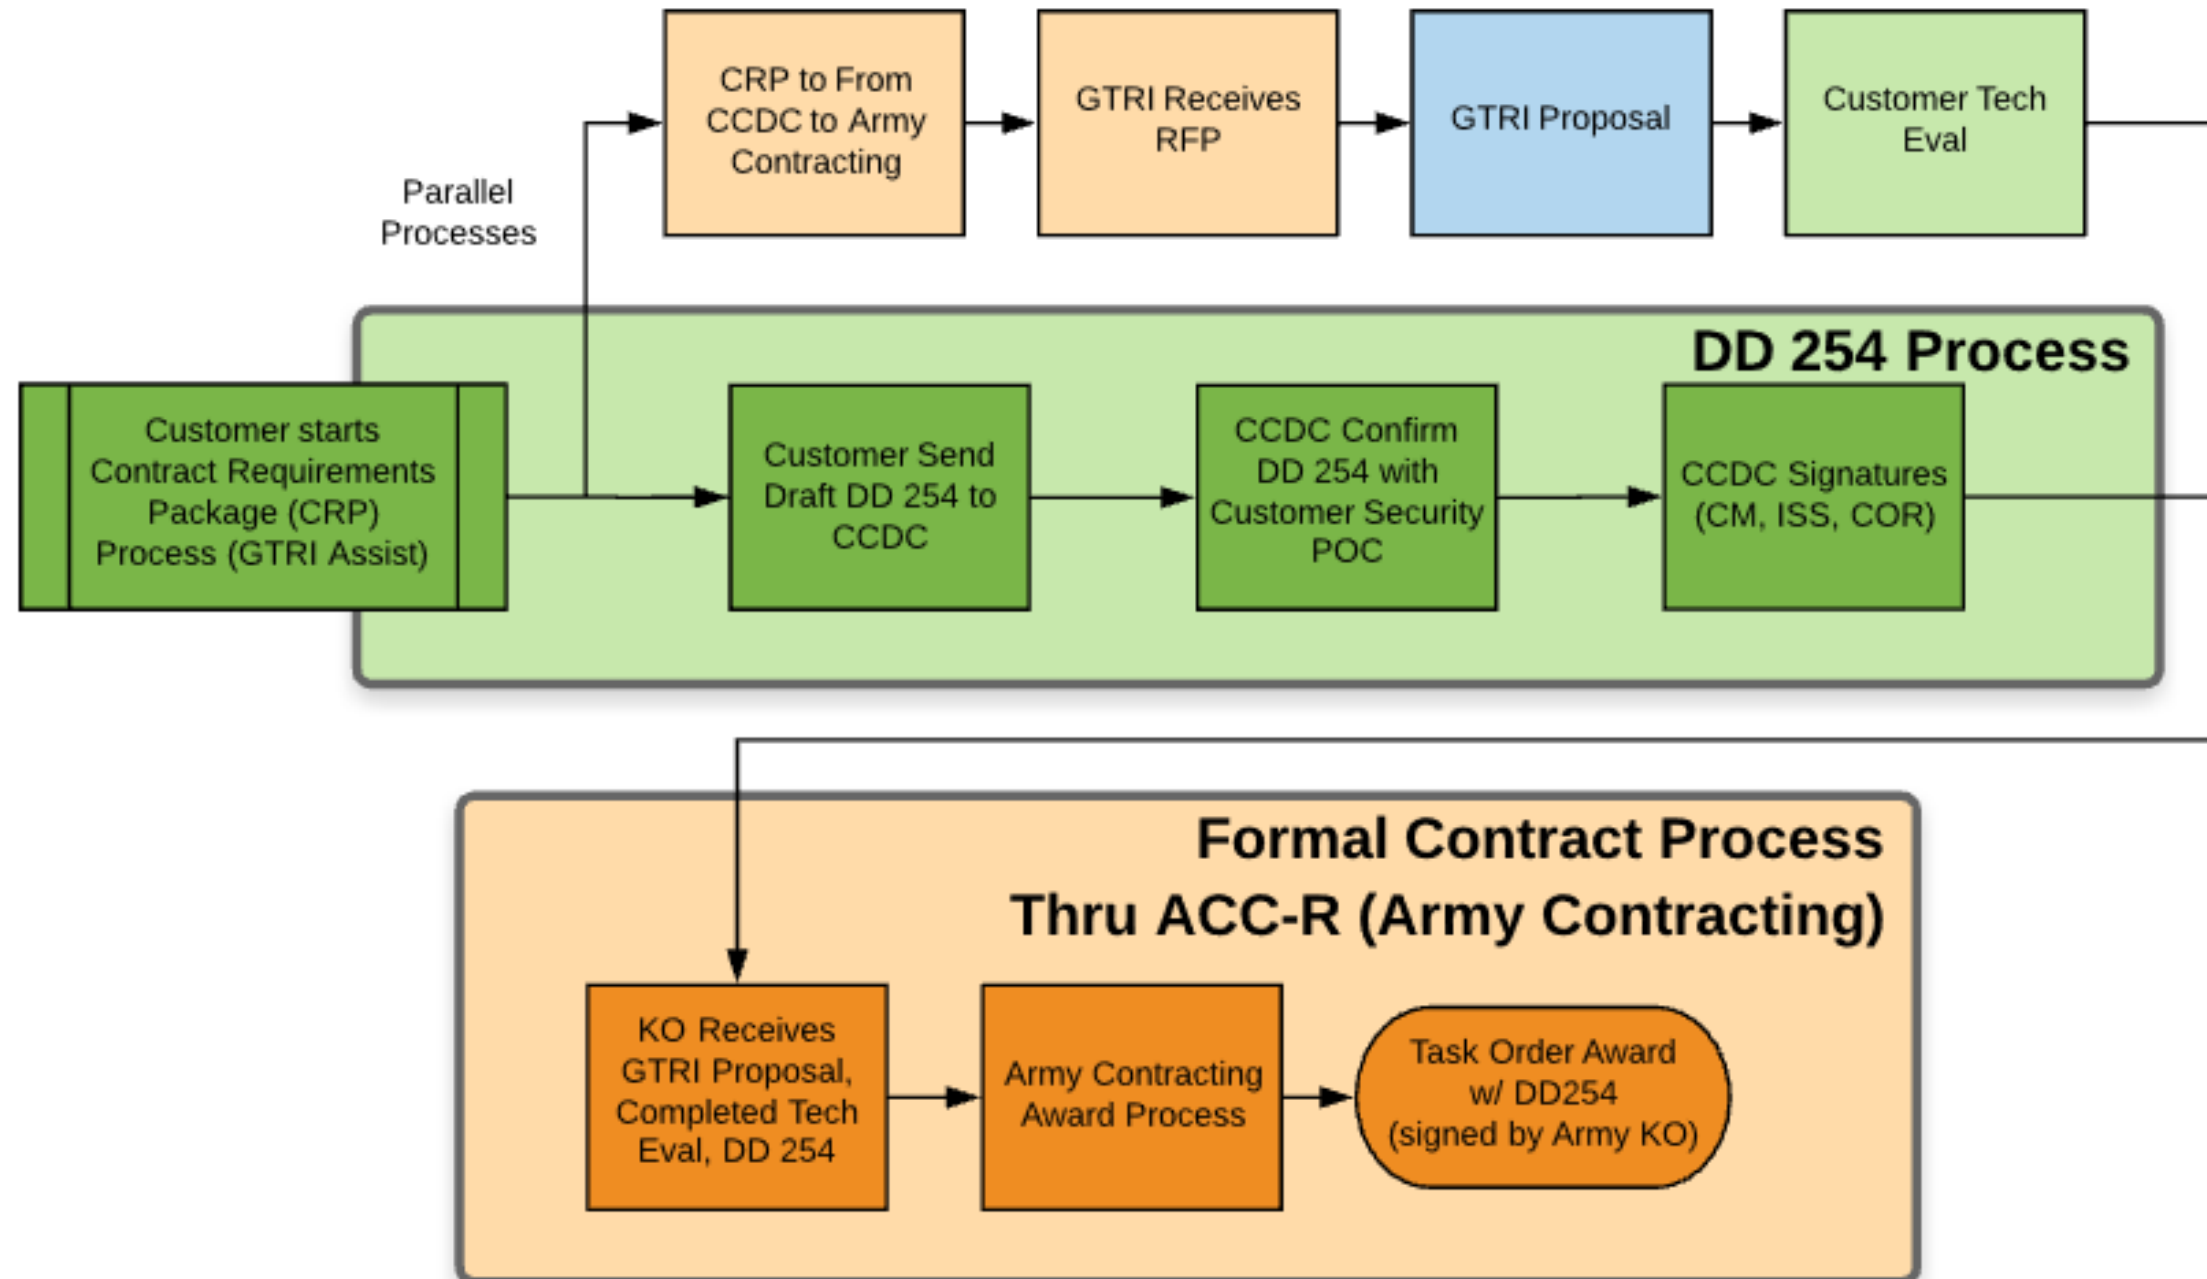 CRP to From
CCDC to Army
Contracting
GTRI Receives
RFP
GTRI Proposal
Customer Tech
Eval
Parallel
Processes
DD 254 Process
Customer starts
Contract Requirements
Package (CRP)
Process (GTRI Assist)
Customer Send
Draft DD 254 to
CCDC
CCDC Confirm
DD 254 with
Customer Security
POC
CCDC Signatures
(CM, ISS, COR)
Formal Contract Process
Thru ACC-R (Army Contracting)
KO Receives
GTRI Proposal,
Completed Tech
Eval, DD 254
Army Contracting
Award Process
Task Order Award
w/ DD254
(signed by Army KO)